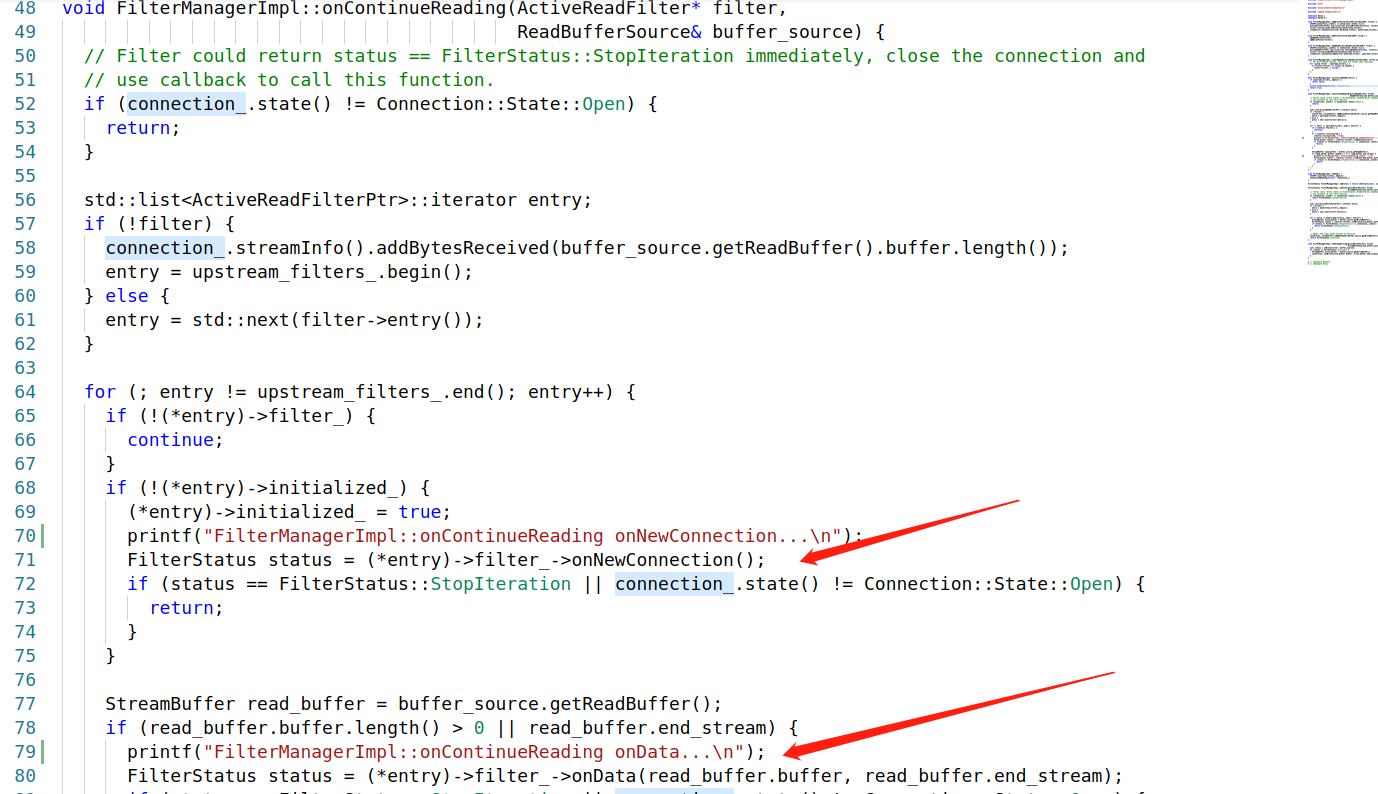 48 void FilterManagerImpl::onContinueReading(ActiveReadFilter* filter,
49 ReadBufferSource& buffer_source) {
50 // Filter could return status == FilterStatus::StopIteration immediately, close the connection and
51 // use callback to call this function.
52 if (connection_.state() != Connection::State::Open) {
53 return;
54 }
55
56 std::list<ActiveReadFilterPtr>::iterator entry;
57 if (!filter) {
58 connection_.streamInfo().addBytesReceived(buffer_source.getReadBuffer().buffer.length());
59 entry = upstream_filters_.begin();
60 } else {
61 entry = std::next(filter->entry());
62 }
63
64 for (; entry != upstream_filters_.end(); entry++) {
65 if (!(*entry)->filter_) {
66 continue;
67 }
68 if (!(*entry)->initialized_) {
69 (*entry)->initialized_ = true;
70 printf("FilterManagerImpl::onContinueReading onNewConnection...\n");
71 FilterStatus status = (*entry)->filter_->onNewConnection();
72 if (status == FilterStatus::StopIteration || connection_.state() != Connection::State::Open) {
73 return;
74 }
75 }
76
77 StreamBuffer read_buffer = buffer_source.getReadBuffer();
78 if (read_buffer.buffer.length() > 0 || read_buffer.end_stream) {
79 printf("FilterManagerImpl::onContinueReading onData...\n");
80 FilterStatus status = (*entry)->filter_->onData(read_buffer.buffer, read_buffer.end_stream);